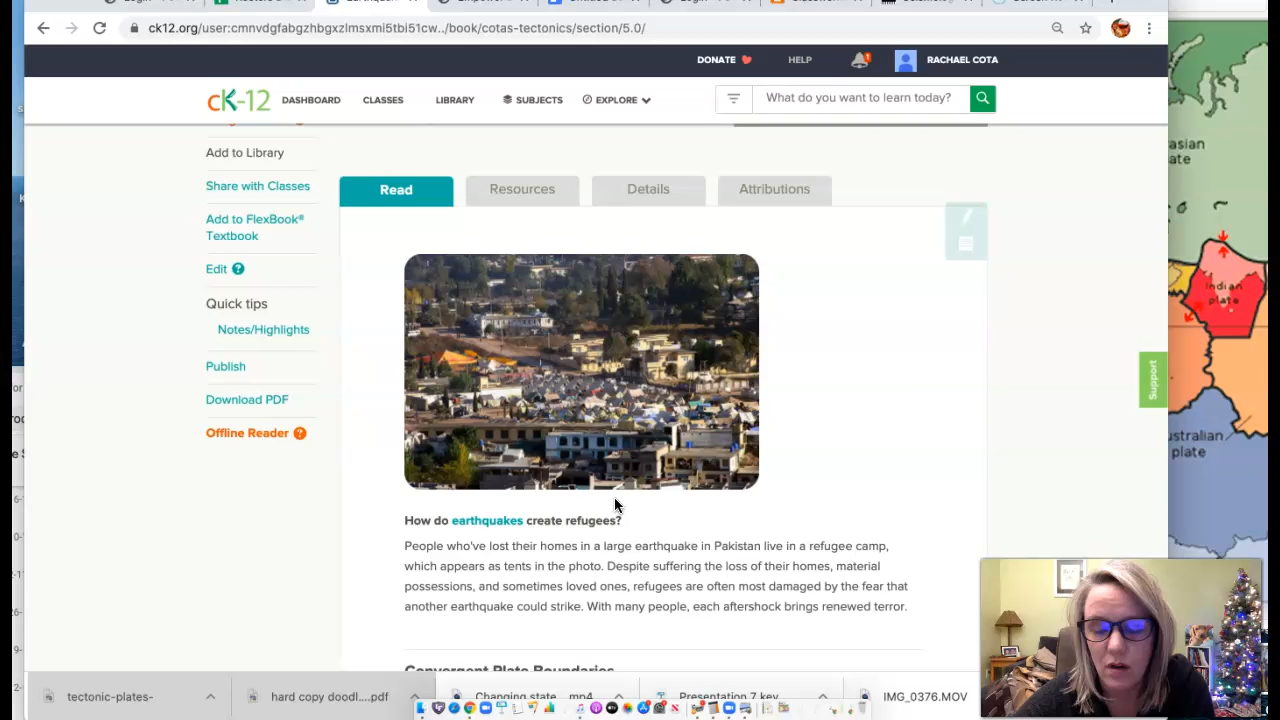 ck12.org/user:cmnvdgfabgzhbgxzlmsxmi5tbi51cw../book/cotas-tectonics/section/5.0/
DONATE HELP RACHAEL COTA
cK-12 DASHBOARD CLASSES LIBRARY SUBJECTS EXPLORE What do you want to learn today?
Add to Library
Share with Classes
Add to FlexBook®
Textbook
Edit ?
Quick tips
Notes/Highlights
Publish
Download PDF
Offline Reader ?
Read Resources Details Attributions
How do earthquakes create refugees?
People who've lost their homes in a large earthquake in Pakistan live in a refugee camp,
which appears as tents in the photo. Despite suffering the loss of their homes, material
possessions, and sometimes loved ones, refugees are often most damaged by the fear that
another earthquake could strike. With many people, each aftershock brings renewed terror.
Convergent Plate Boundaries
Support
Indian
plate
plate
tectonic-plates-
hard copy doodl....pdf
Changing state....mp4
Presentation 7.key
IMG_0376.MOV